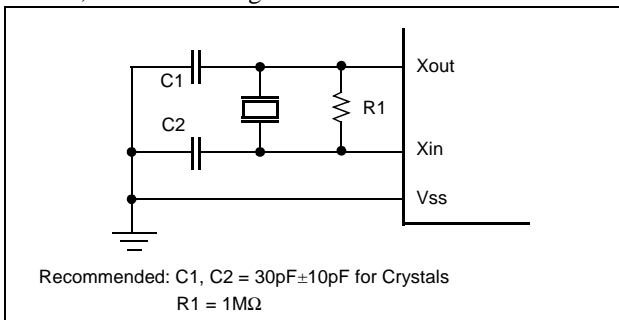 Xout
C1
R1
C2
Xin
Vss
Recommended: C1, C2 = 30pF±10pF for Crystals
R1 = 1MΩ